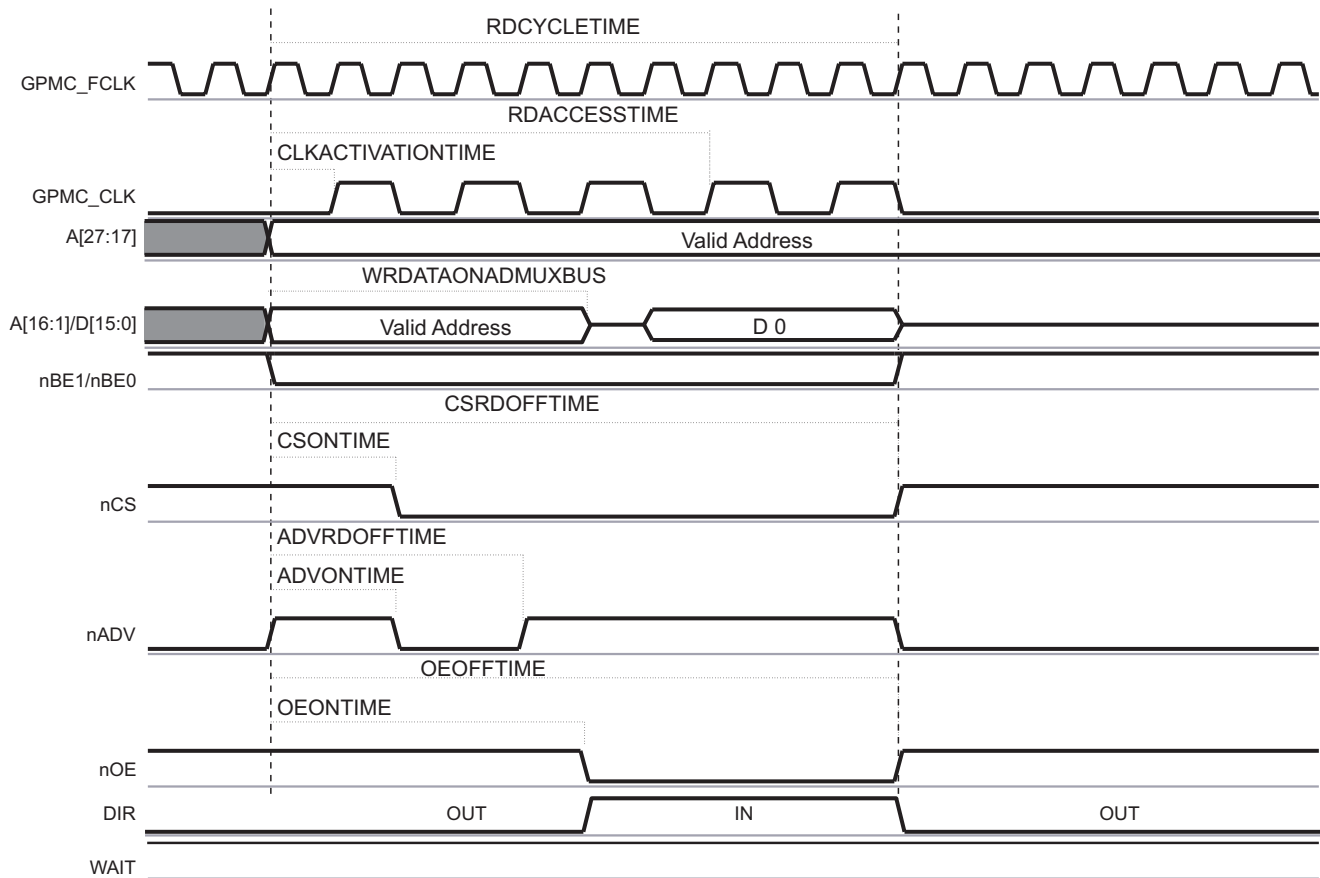 RDCYCLETIME
GPMC_FCLK
RDACCESSTIME
CLKACTIVATIONTIME
GPMC_CLK
A[27:17]
Valid Address
WRDATAONADMUXBUS
A[16:1]/D[15:0]
Valid Address
D 0
nBE1/nBE0
CSRDOFFTIME
CSONTIME
nCS
ADVRDOFFTIME
ADVONTIME
nADV
OEOFFTIME
OEONTIME
nOE
DIR
OUT
IN
OUT
WAIT